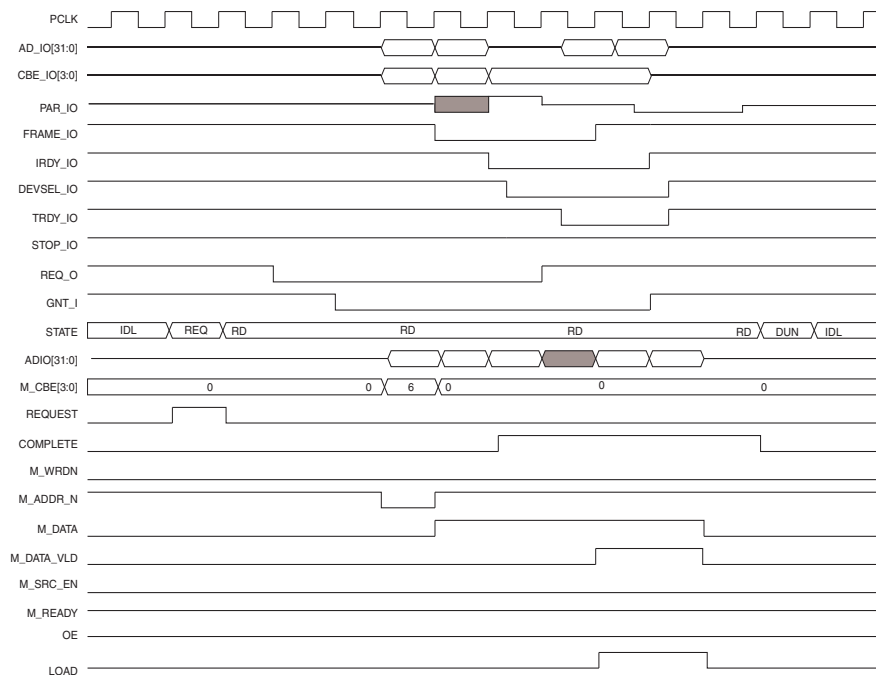 PCLK
AD_IO[31:0]
CBE_IO[3:0]
PAR_IO
FRAME_IO
IRDY_IO
DEVSEL_IO
TRDY_IO
STOP_IO
REQ_O
GNT_I
STATE IDL REQ RD RD RD RD DUN IDL
ADIO[31:0]
M_CBE[3:0] 0 0 6 0 0 0
REQUEST
COMPLETE
M_WRDN
M_ADDR_N
M_DATA
M_DATA_VLD
M_SRC_EN
M_READY
OE
LOAD